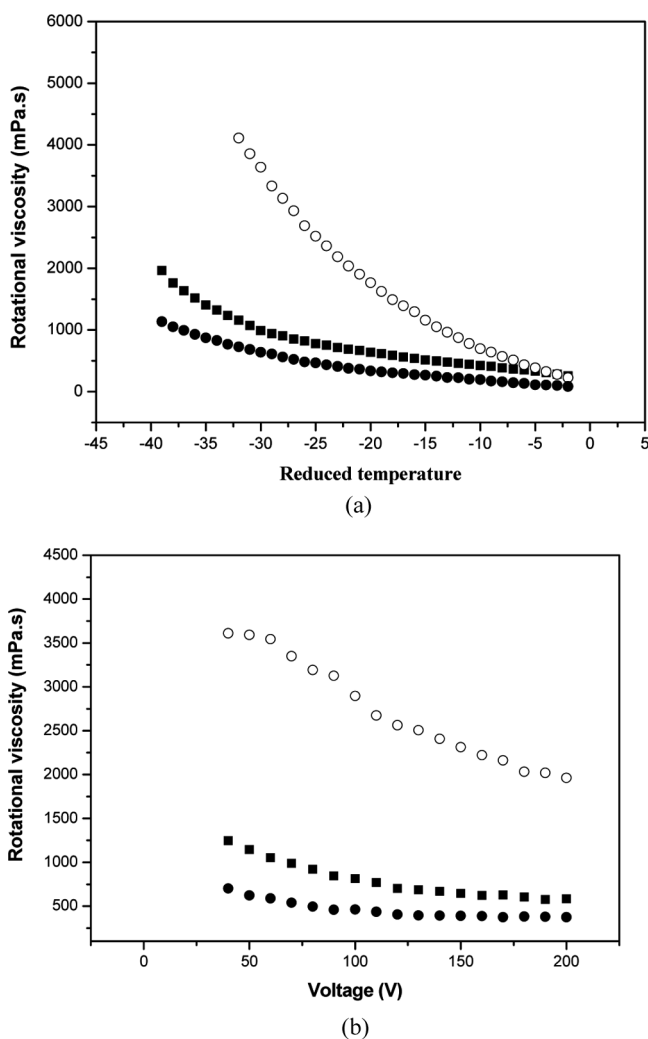 Rotational viscosity (mPa.s)
6000
5000
4000
3000
2000
1000
0
-45 -40 -35 -30 -25 -20 -15 -10 -5 0 5
Reduced temperature
(a)
Rotational viscosity (mPa.s)
4500
4000
3500
3000
2500
2000
1500
1000
500
0 50 100 150 200
Voltage (V)
(b)